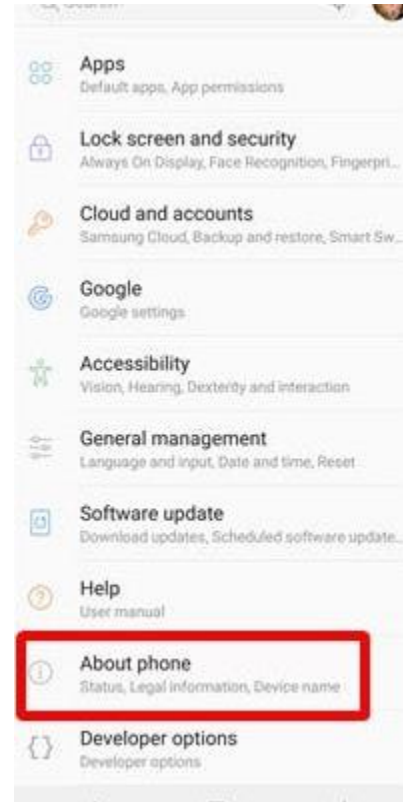 Apps
Default apps, App permissions
Lock screen and security
Always On Display, Face Recognition, Fingerpri...
Cloud and accounts
Samsung Cloud, Backup and restore, Smart Sw...
Google
Google settings
Accessibility
Vision, Hearing, Dexterity and interaction
General management
Language and input, Date and time, Reset
Software update
Download updates, Scheduled software update...
Help
User manual
About phone
Status, Legal information, Device name
Developer options
Developer options